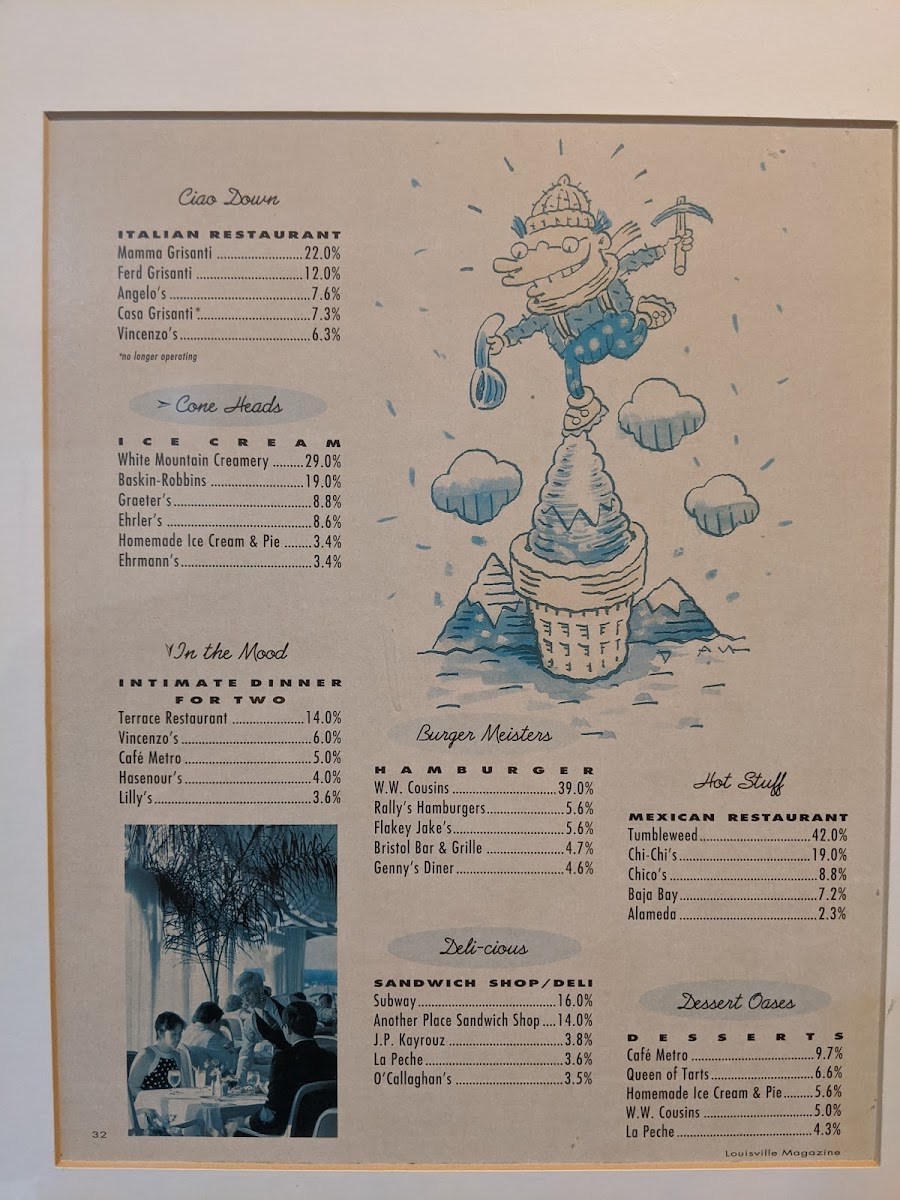 Ciao Down
ITALIAN RESTAURANT
Mamma Grisanti ........................22.0%
Ferd Grisanti ..............................12.0%
Angelo's ........................................7.6%
Casa Grisanti*................................7.3%
Vincenzo's.....................................6.3%
*no longer operating
Cone Heads
ICE CREAM
White Mountain Creamery .........29.0%
Baskin-Robbins ..........................19.0%
Graeter's.......................................8.8%
Ehrler's .........................................8.6%
Homemade Ice Cream & Pie .......3.4%
Ehrmann's.....................................3.4%
In the Mood
INTIMATE DINNER
FOR TWO
Terrace Restaurant ....................14.0%
Vincenzo's.....................................6.0%
Café Metro ....................................5.0%
Hasenour's....................................4.0%
Lilly's.............................................3.6%
DAW
Burger Meisters
HAMBURGER
W.W. Cousins .............................39.0%
Rally's Hamburgers......................5.6%
Flakey Jake's................................5.6%
Bristol Bar & Grille ......................4.7%
Genny's Diner...............................4.6%
Deli-cious
SANDWICH SHOP/DELI
Subway.......................................16.0%
Another Place Sandwich Shop ....14.0%
J.P. Kayrouz .................................3.8%
La Peche.......................................3.6%
O'Callaghan's ...............................3.5%
Hot Stuff
MEXICAN RESTAURANT
Tumbleweed................................42.0%
Chi-Chi's.....................................19.0%
Chico's..........................................8.8%
Baja Bay.......................................7.2%
Alameda .......................................2.3%
Dessert Oases
DESSERTS
Café Metro ...................................9.7%
Queen of Tarts..............................6.6%
Homemade Ice Cream & Pie........5.6%
W.W. Cousins ..............................5.0%
La Peche.......................................4.3%
32
Louisville Magazine